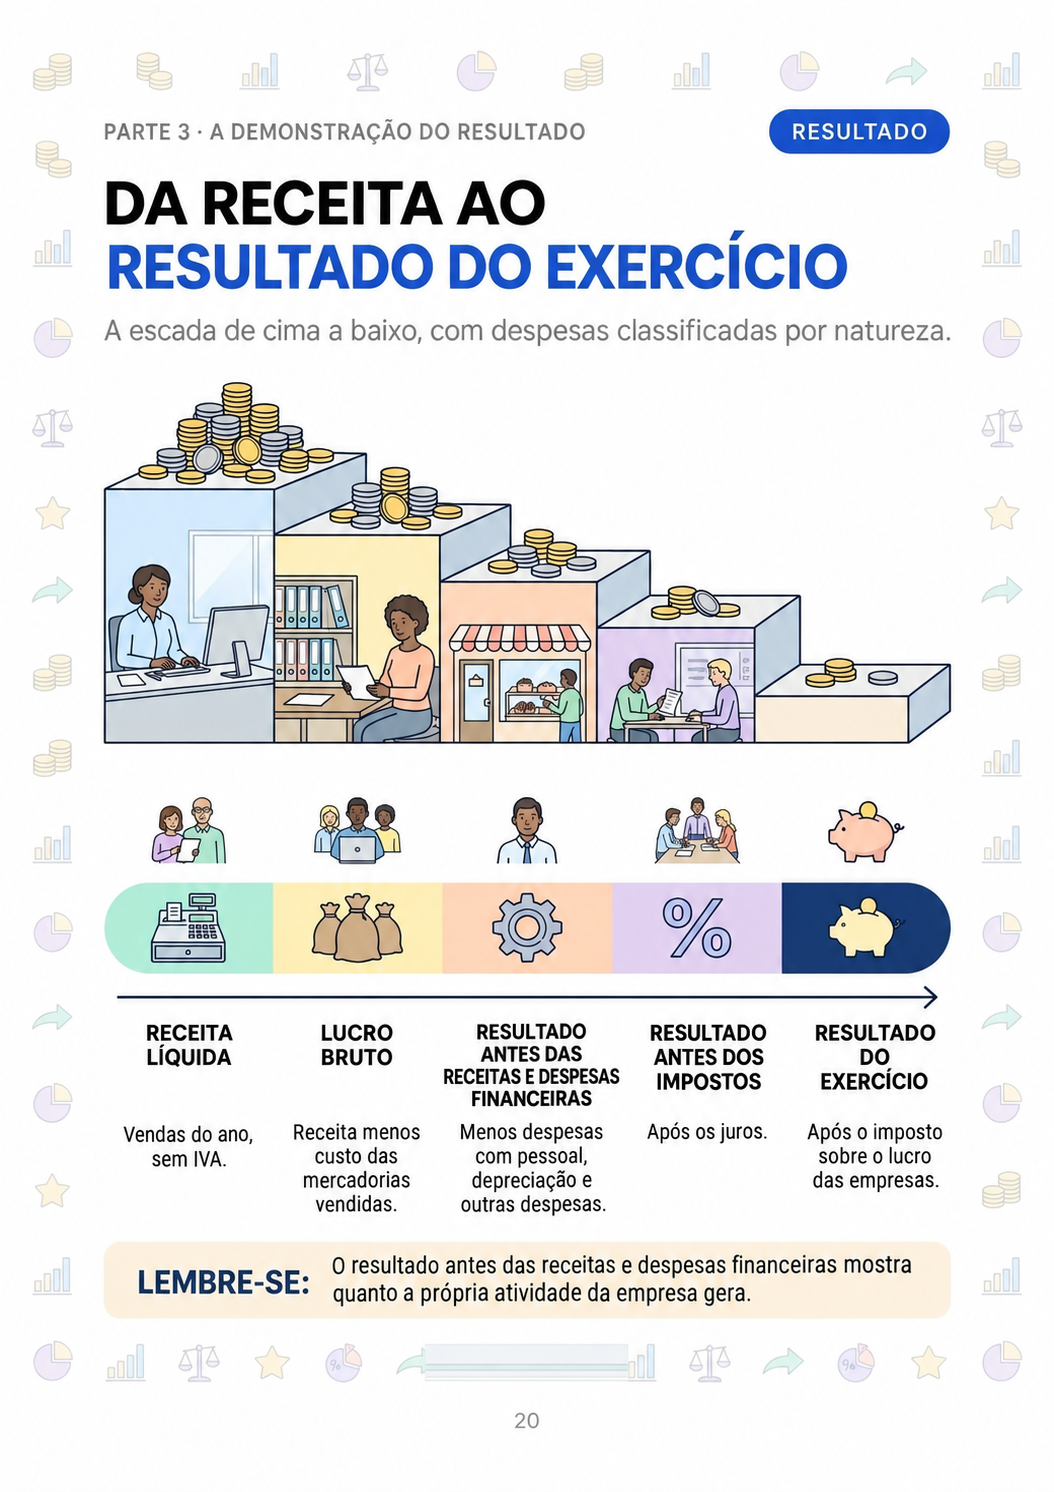 PARTE 3 · A DEMONSTRAÇÃO DO RESULTADO
RESULTADO
DA RECEITA AO
RESULTADO DO EXERCÍCIO
A escada de cima a baixo, com despesas classificadas por natureza.
%
RECEITA
LÍQUIDA
Vendas do ano,
sem IVA.
LUCRO
BRUTO
Receita menos
custo das
mercadorias
vendidas.
RESULTADO
ANTES DAS
RECEITAS E DESPESAS
FINANCEIRAS
Menos despesas
com pessoal,
depreciação e
outras despesas.
RESULTADO
ANTES DOS
IMPOSTOS
Após os juros.
RESULTADO
DO
EXERCÍCIO
Após o imposto
sobre o lucro
das empresas.
LEMBRE-SE:
O resultado antes das receitas e despesas financeiras mostra
quanto a própria atividade da empresa gera.
%
%
20